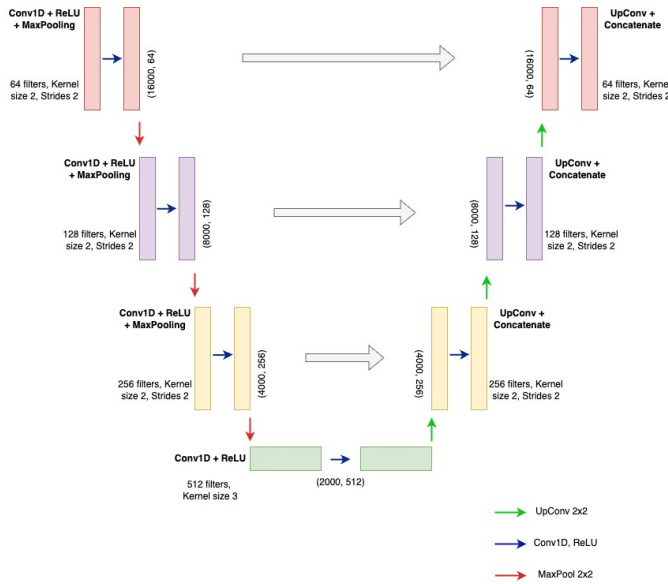 Conv1D + ReLU
+ MaxPooling
64 filters, Kernel
size 2, Strides 2
(16000, 64)
(16000, 64)
UpConv +
Concatenate
64 filters, Kernel
size 2, Strides 2
Conv1D + ReLU
+ MaxPooling
128 filters, Kernel
size 2, Strides 2
(8000, 128)
(8000, 128)
UpConv +
Concatenate
128 filters, Kernel
size 2, Strides 2
Conv1D + ReLU
+ MaxPooling
256 filters, Kernel
size 2, Strides 2
(4000, 256)
(4000, 256)
UpConv +
Concatenate
256 filters, Kernel
size 2, Strides 2
Conv1D + ReLU
512 filters,
Kernel size 3
(2000, 512)
UpConv 2x2
Conv1D, ReLU
MaxPool 2x2